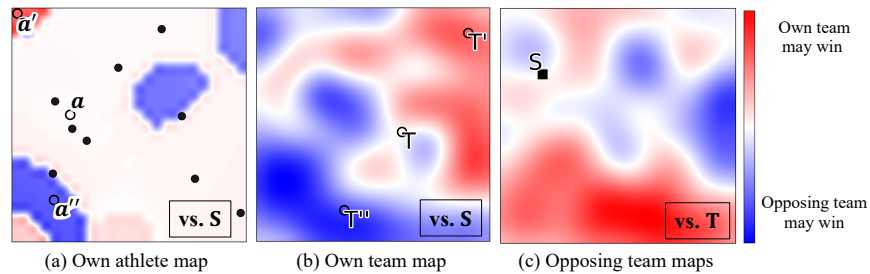 a'
a
a''
vs. S
T'
T
T''
vs. S
S
vs. T
Own team
may win
Opposing team
may win
(a) Own athlete map
(b) Own team map
(c) Opposing team maps